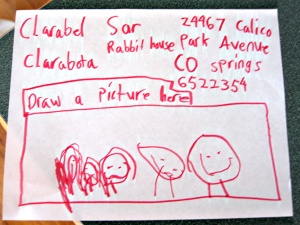 Clarabel Sar 24967 Calico
Rabbit house Park Avenue
Clarabota CO springs
6522354
Draw a picture here